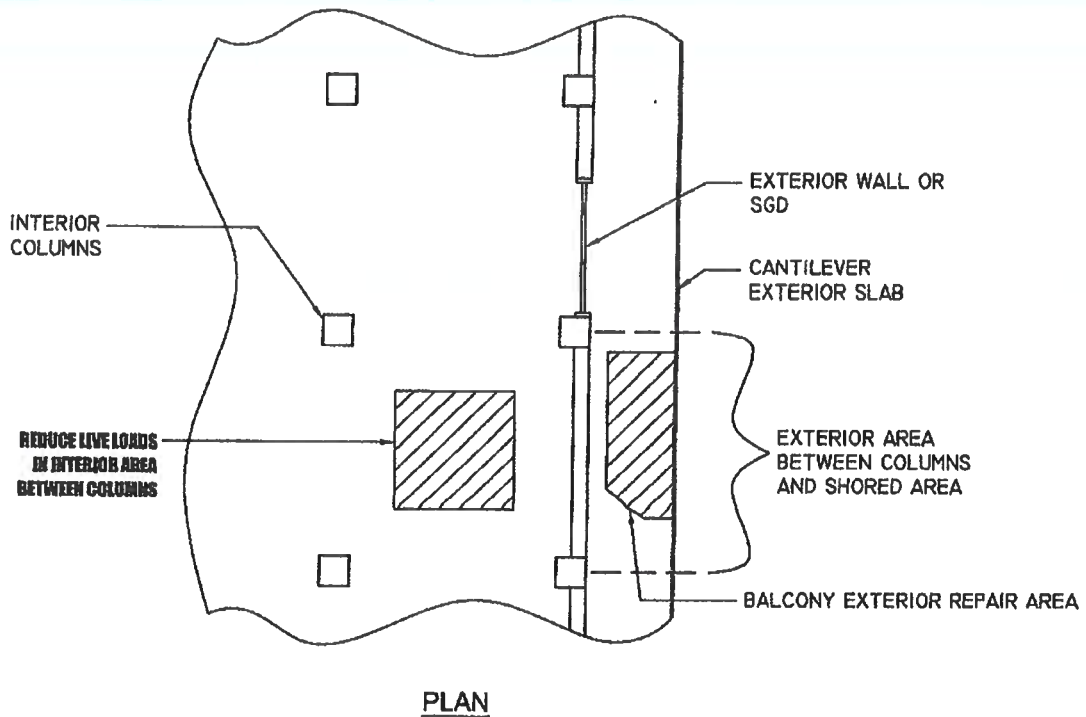 EXTERIOR WALL OR
SGD
INTERIOR
COLUMNS
CANTILEVER
EXTERIOR SLAB
REDUCE LIVE LOADS
IN INTERIOR AREA
BETWEEN COLUMNS
EXTERIOR AREA
BETWEEN COLUMNS
AND SHORED AREA
BALCONY EXTERIOR REPAIR AREA
PLAN